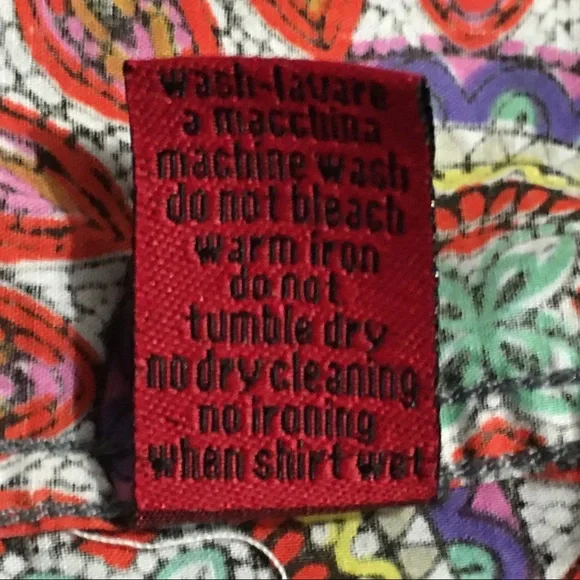 wash-lavare
a macchina
machine wash
do not bleach
warm iron
do not
tumble dry
no dry cleaning
no ironing
when shirt wet